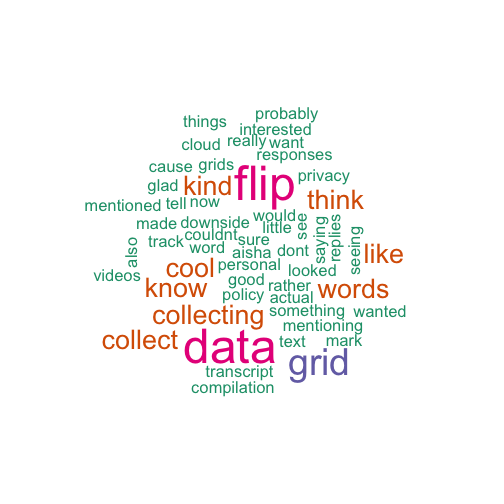 probably
things
interested
cloud
really
want
responses
cause
grids
flip
privacy
glad
kind
think
mentioned
tell
now
made
downside
would
little
see
saying
replies
couldnt
track
word
sure
aisha
dont
seeing
like
also
videos
cool
personal
looked
know
good
rather
words
policy
actual
collecting
something
wanted
mentioning
collect
data
text
mark
grid
transcript
compilation